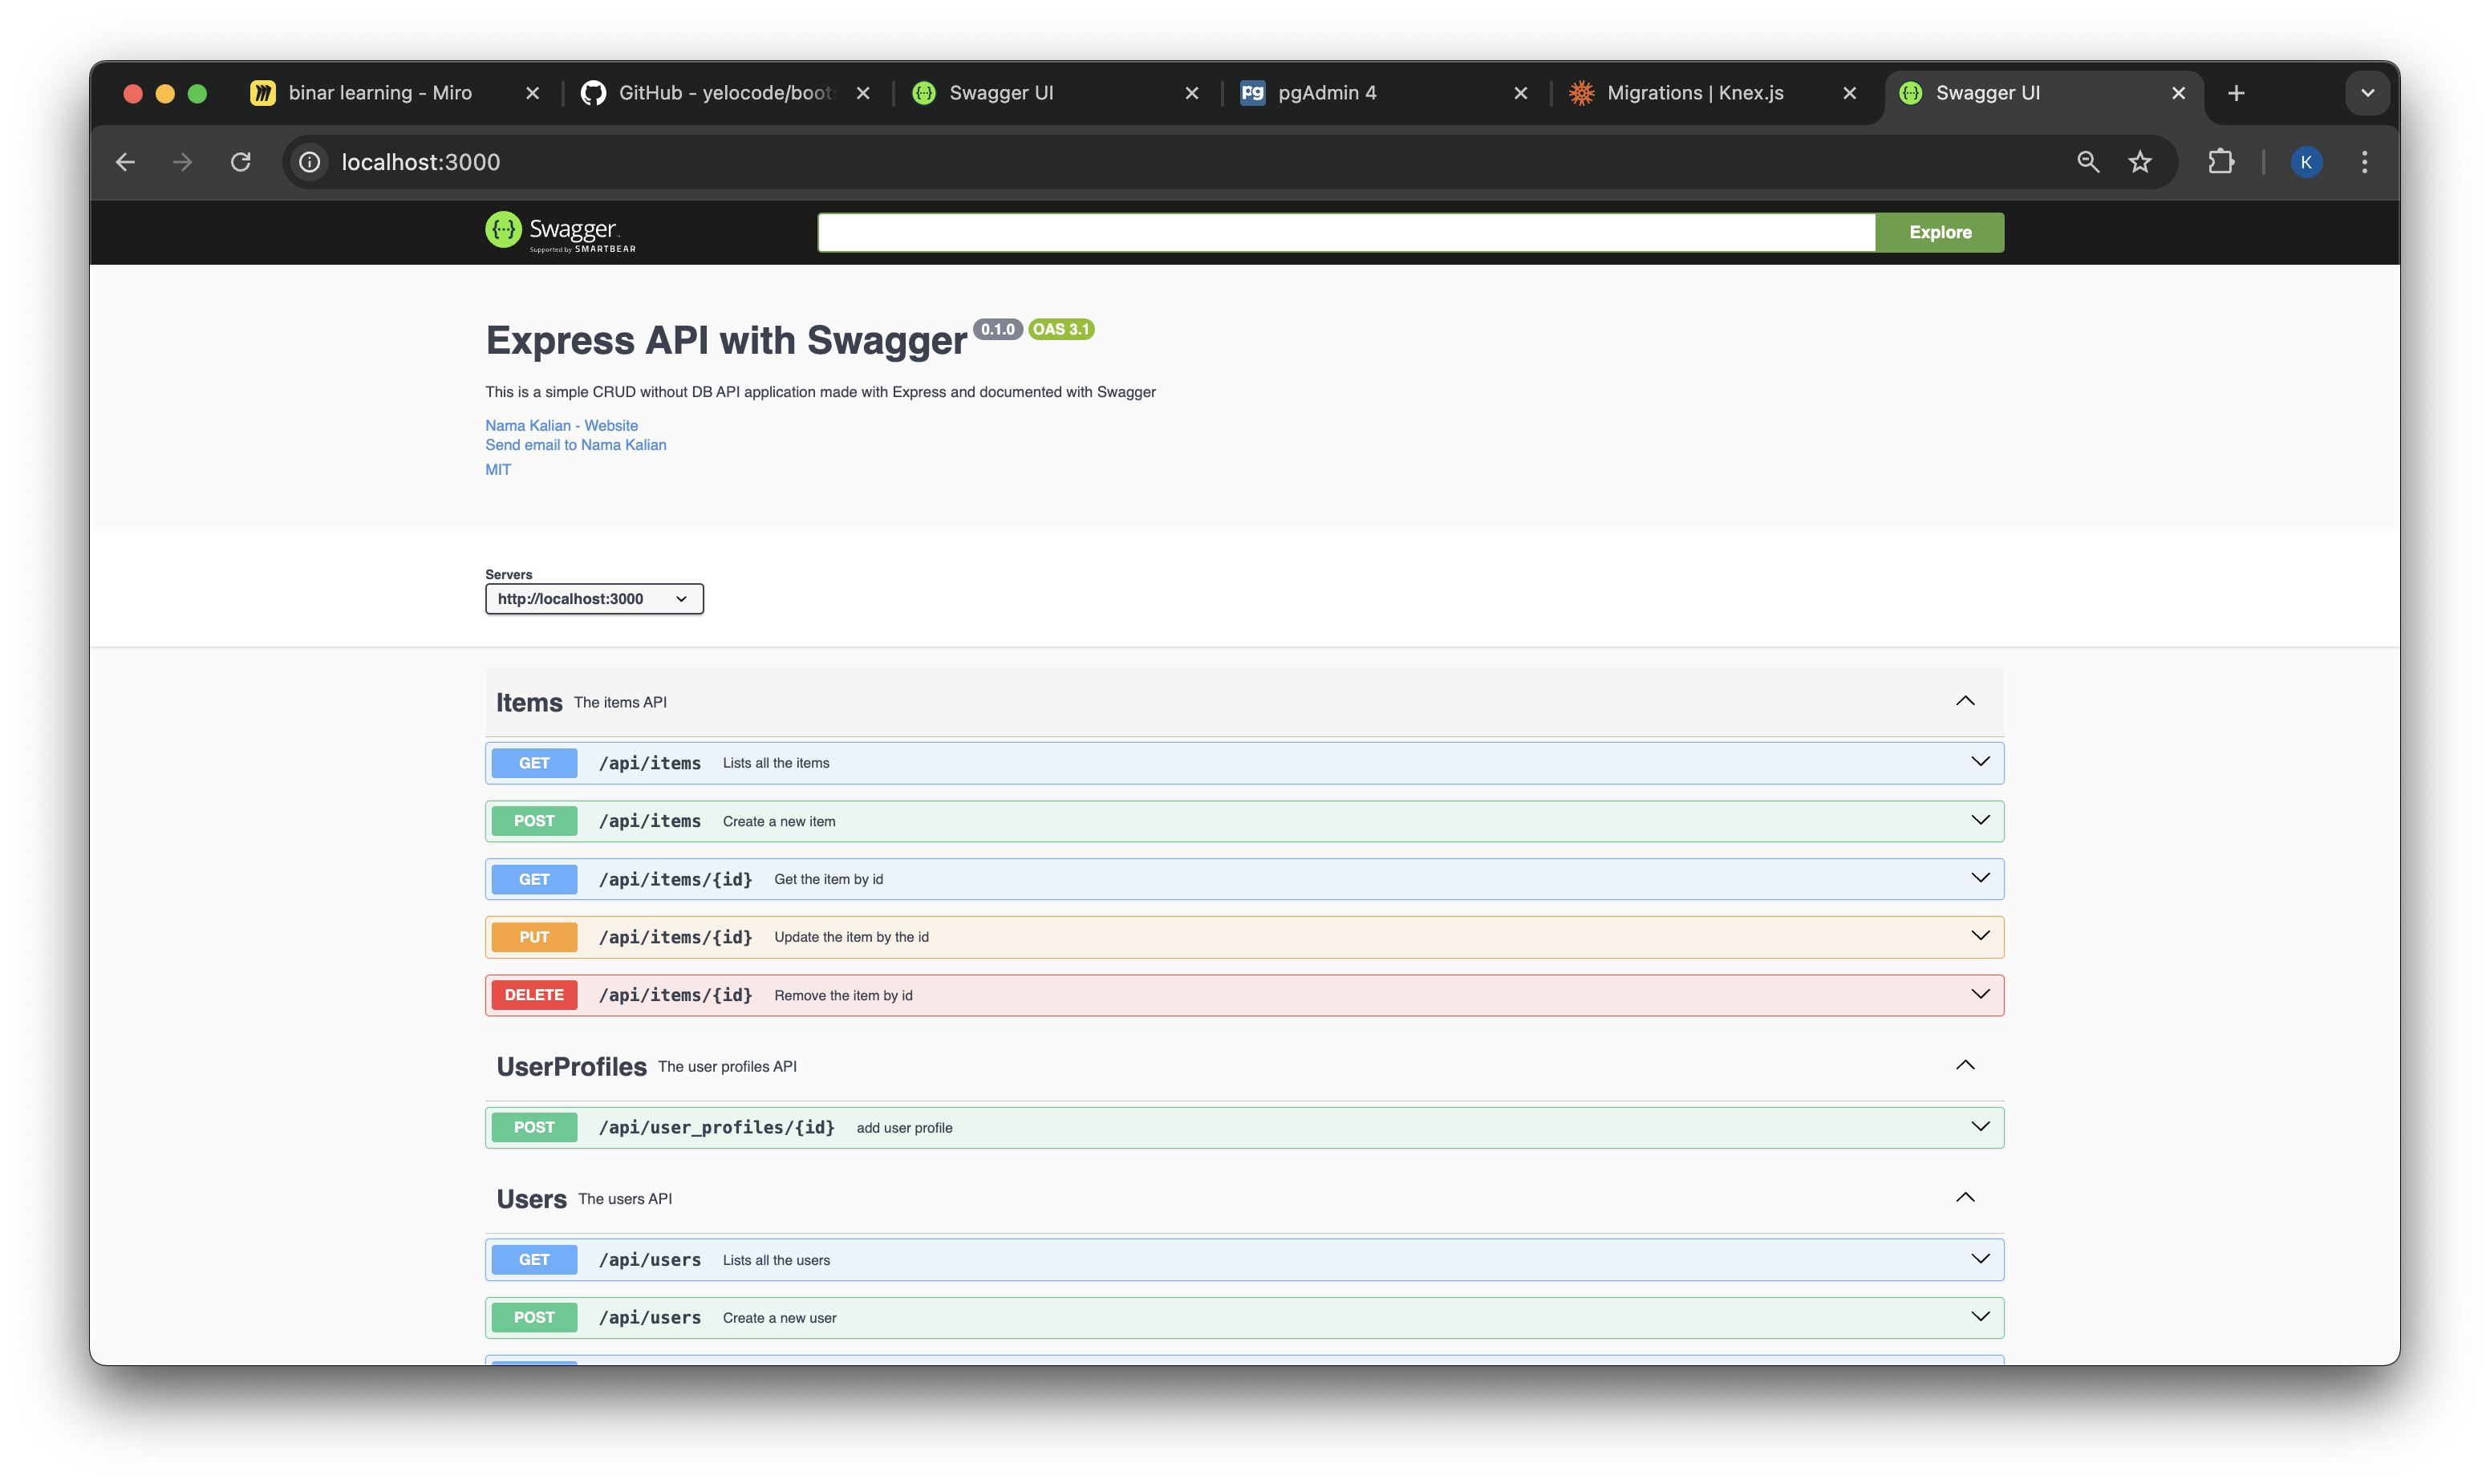 binar learning - Miro
GitHub - yelocode/boot
Swagger UI
pgAdmin 4
Migrations | Knex.js
Swagger UI
localhost:3000
K
Swagger
Supported by SMARTBEAR
Explore
Express API with Swagger 0.1.0 OAS 3.1
This is a simple CRUD without DB API application made with Express and documented with Swagger
Nama Kalian - Website
Send email to Nama Kalian
MIT
Servers
http://localhost:3000
Items The items API
GET /api/items Lists all the items
POST /api/items Create a new item
GET /api/items/{id} Get the item by id
PUT /api/items/{id} Update the item by the id
DELETE /api/items/{id} Remove the item by id
UserProfiles The user profiles API
POST /api/user_profiles/{id} add user profile
Users The users API
GET /api/users Lists all the users
POST /api/users Create a new user